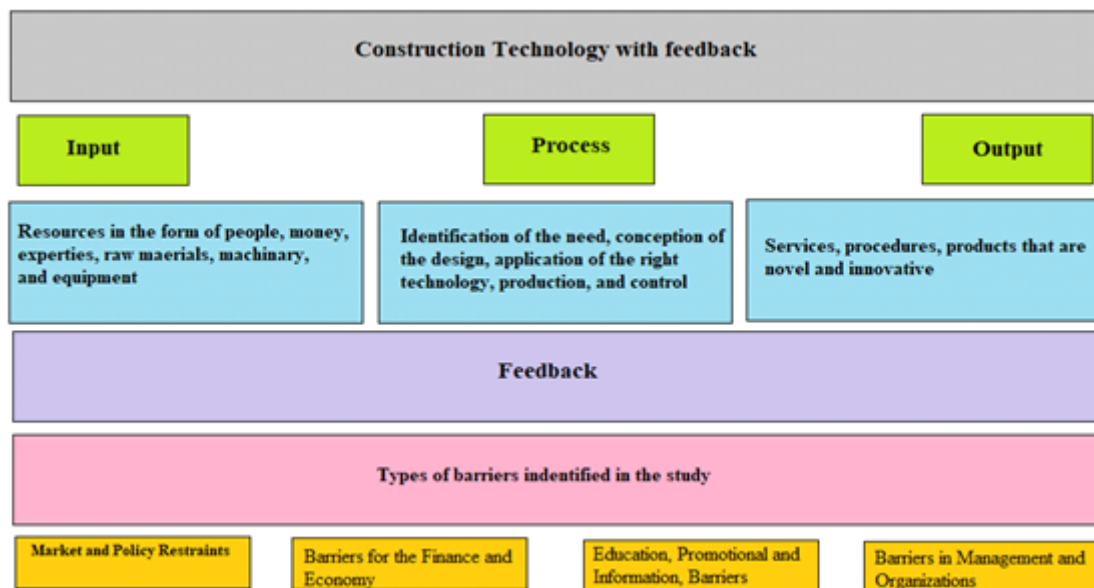 Construction Technology with feedback
Input
Process
Output
Resources in the form of people, money,
experties, raw maerials, machinary,
and equipment
Identification of the need, conception of
the design, application of the right
technology, production, and control
Services, procedures, products that are
novel and innovative
Feedback
Types of barriers indentified in the study
Market and Policy Restraints
Barriers for the Finance and
Economy
Education, Promotional and
Information, Barriers
Barriers in Management and
Organizations